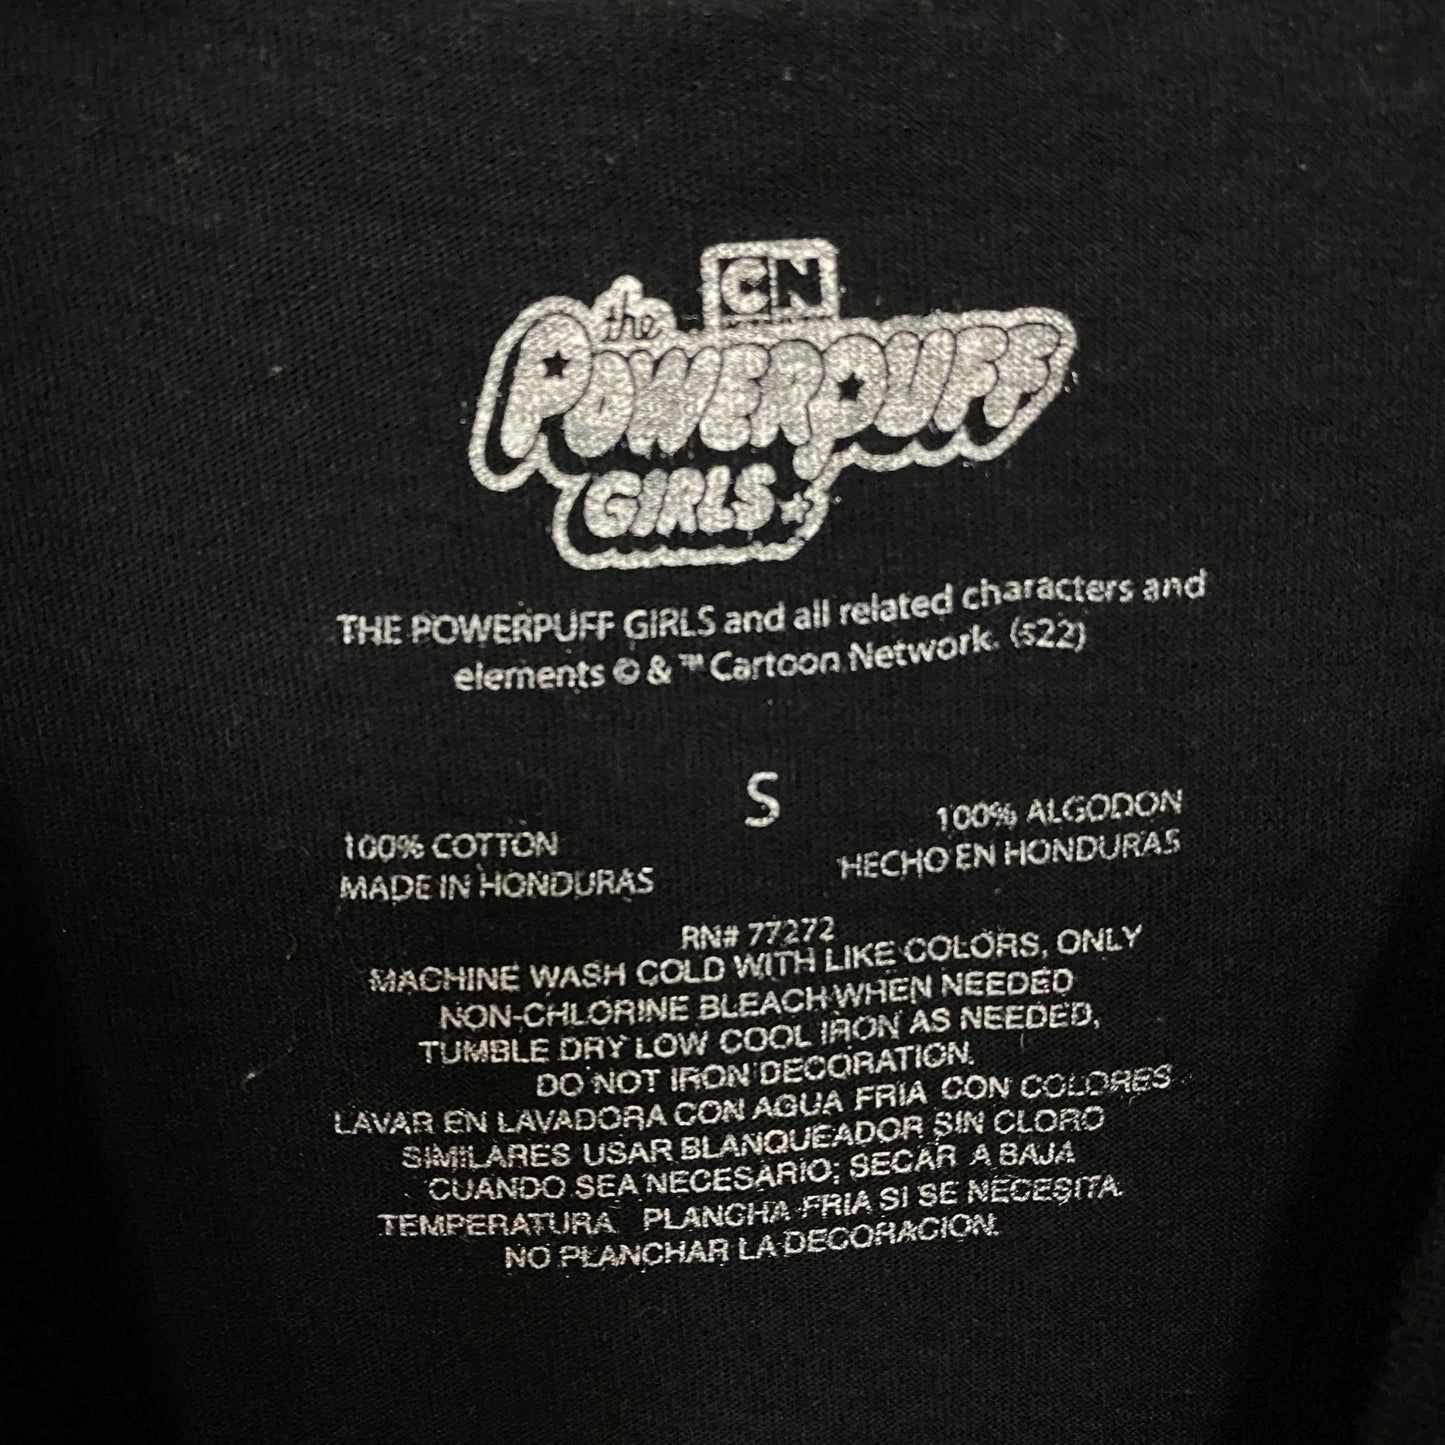 CN
the
POWERPUFF
GIRLS
THE POWERPUFF GIRLS and all related characters and
elements © & ™ Cartoon Network. (s22)
S
100% COTTON
MADE IN HONDURAS
100% ALGODON
HECHO EN HONDURAS
RN# 77272
MACHINE WASH COLD WITH LIKE COLORS, ONLY
NON-CHLORINE BLEACH WHEN NEEDED
TUMBLE DRY LOW COOL IRON AS NEEDED,
DO NOT IRON DECORATION.
LAVAR EN LAVADORA CON AGUA FRIA CON COLORES
SIMILARES USAR BLANQUEADOR SIN CLORO
CUANDO SEA NECESARIO; SECAR A BAJA
TEMPERATURA. PLANCHA FRIA SI SE NECESITA.
NO PLANCHAR LA DECORACION.